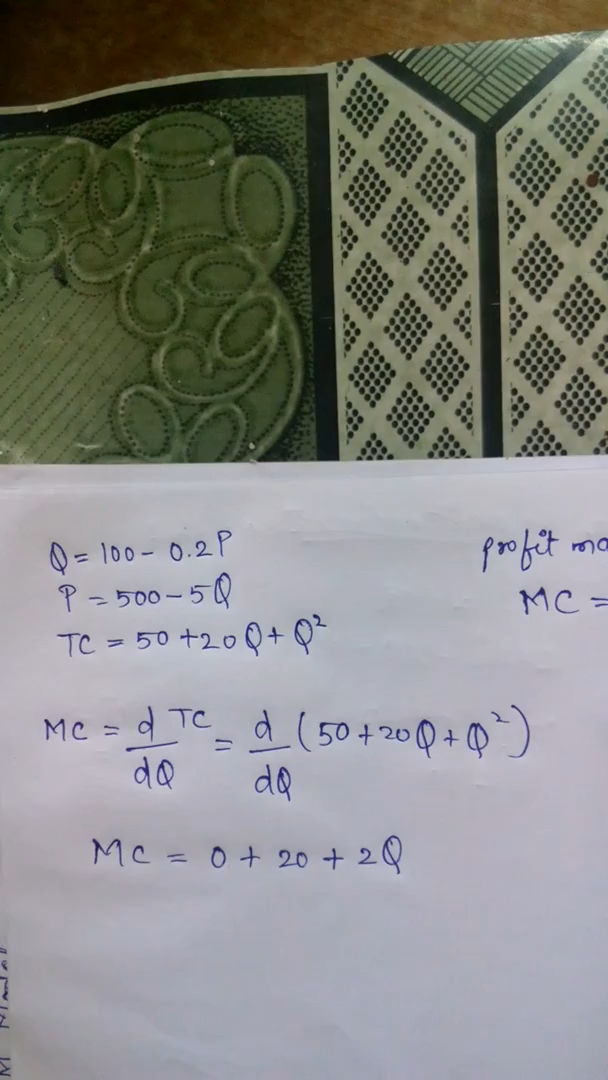 Q = 100 - 0.2P
P = 500 - 5Q
TC = 50 + 20Q + Q²
profit
MC =
MC = d TC / dQ = d / dQ (50 + 20Q + Q²)
MC = 0 + 20 + 2Q